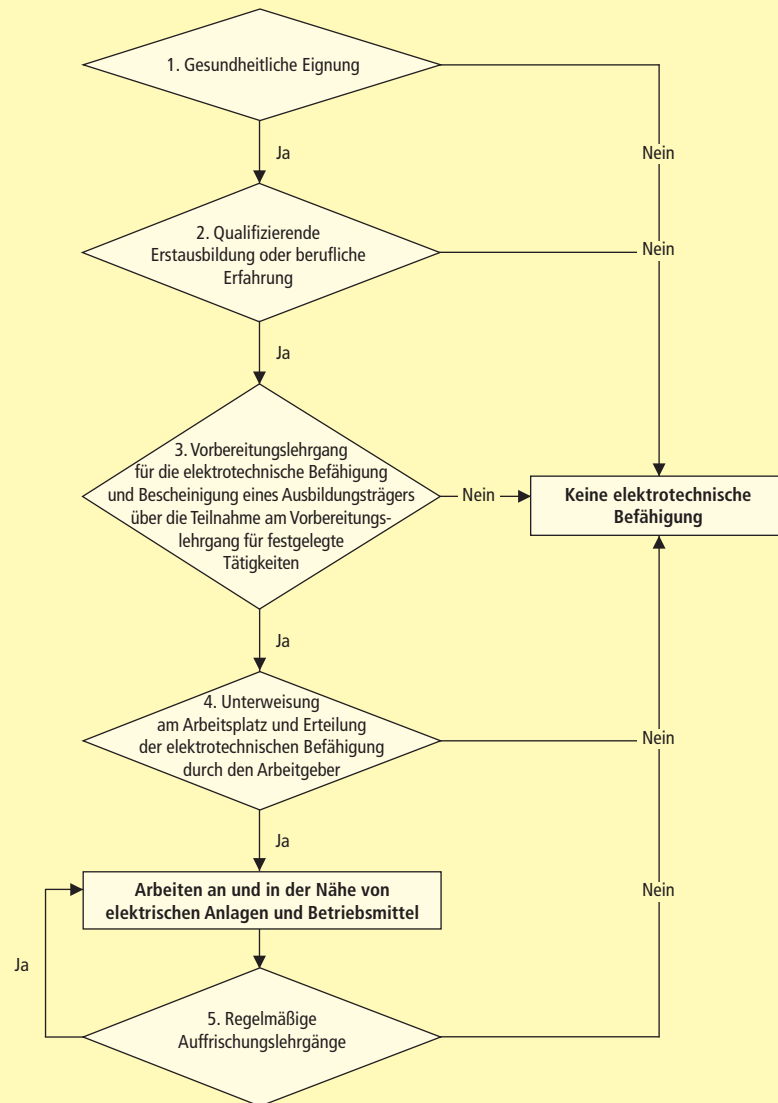 1. Gesundheitliche Eignung
Ja
Nein
2. Qualifizierende
Erstausbildung oder berufliche
Erfahrung
Nein
Ja
3. Vorbereitungslehrgang
für die elektrotechnische Befähigung
und Bescheinigung eines Ausbildungsträgers
über die Teilnahme am Vorbereitungs-
lehrgang für festgelegte
Tätigkeiten
Nein
Keine elektrotechnische
Befähigung
Ja
4. Unterweisung
am Arbeitsplatz und Erteilung
der elektrotechnischen Befähigung
durch den Arbeitgeber
Nein
Ja
Arbeiten an und in der Nähe von
elektrischen Anlagen und Betriebsmittel
Nein
Ja
5. Regelmäßige
Auffrischungslehrgänge